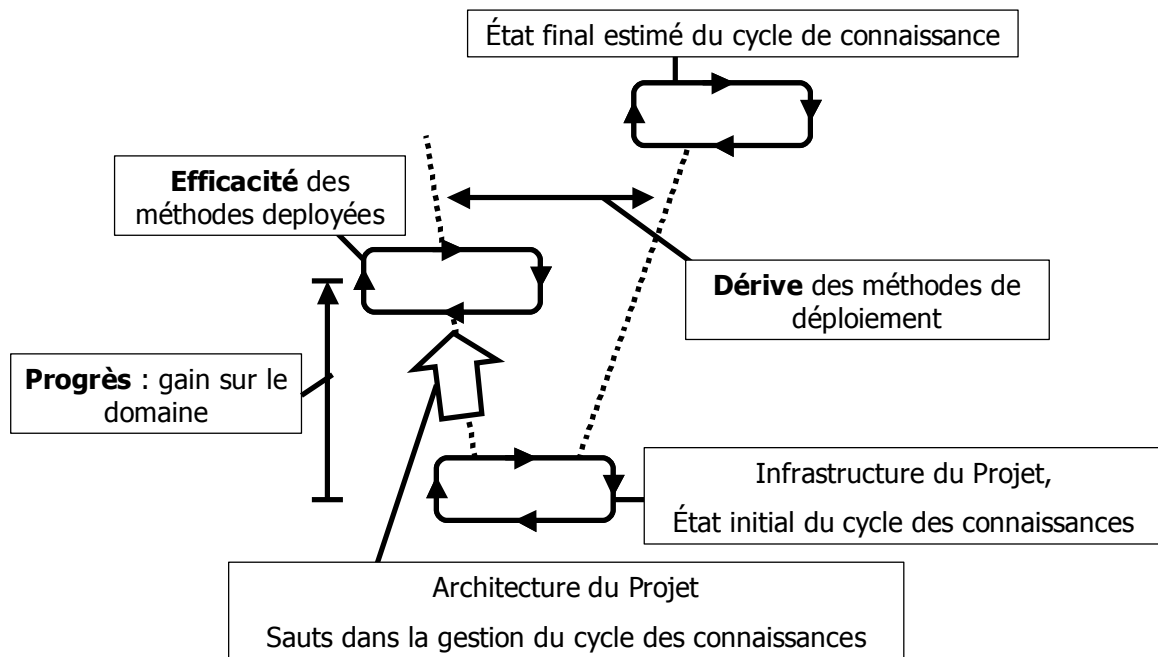 État final estimé du cycle de connaissance
Efficacité des
méthodes deployées
Dérive des méthodes de
déploiement
Progrès : gain sur le
domaine
Infrastructure du Projet,
État initial du cycle des connaissances
Architecture du Projet
Sauts dans la gestion du cycle des connaissances